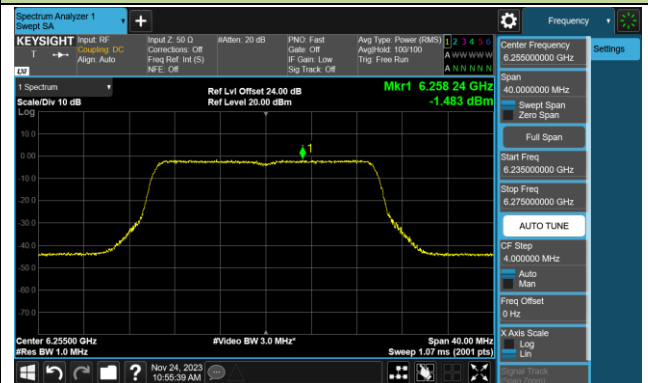 Spectrum Analyzer 1
Swept SA
Frequency
KEYSIGHT
Input: RF
Coupling: DC
Align: Auto
Input Z: 50 Ω
Corrections: Off
Freq Ref: Int (S)
NFE: Off
#Atten: 20 dB
PNO: Fast
Gate: Off
IF Gain: Low
Sig Track: Off
Avg Type: Power (RMS)
Avg|Hold: 100/100
Trig: Free Run
1 2 3 4 5 6
A W W W W W
A N N N N N
T
LXI
1 Spectrum
Scale/Div 10 dB
Log
Ref Lvl Offset 24.00 dB
Ref Level 20.00 dBm
Mkr1 6.258 24 GHz
-1.483 dBm
1
10.0
0.00
-10.0
-20.0
-30.0
-40.0
-50.0
-60.0
-70.0
Center 6.25500 GHz
#Res BW 1.0 MHz
#Video BW 3.0 MHz*
Span 40.00 MHz
Sweep 1.07 ms (2001 pts)
Nov 24, 2023
10:55:39 AM
Center Frequency
6.255000000 GHz
Settings
Span
40.0000000 MHz
Swept Span
Zero Span
Full Span
Start Freq
6.235000000 GHz
Stop Freq
6.275000000 GHz
AUTO TUNE
CF Step
4.000000 MHz
Auto
Man
Freq Offset
0 Hz
X Axis Scale
Log
Lin
Signal Track
(Span Zoom)